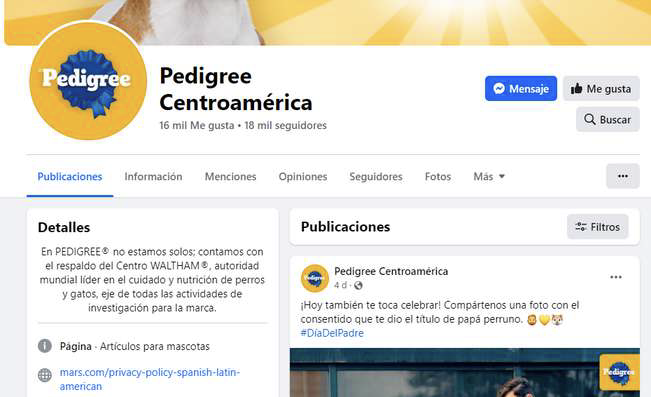 Pedigree
Pedigree
Centroamérica
16 mil Me gusta • 18 mil seguidores
Mensaje
Me gusta
Buscar
Publicaciones
Información
Menciones
Opiniones
Seguidores
Fotos
Más
Detalles
En PEDIGREE® no estamos solos; contamos con
el respaldo del Centro WALTHAM®, autoridad
mundial líder en el cuidado y nutrición de perros
y gatos, eje de todas las actividades de
investigación para la marca.
Página · Artículos para mascotas
mars.com/privacy-policy-spanish-latin-
american
Publicaciones
Filtros
Pedigree Centroamérica
4 d ·
¡Hoy también te toca celebrar! Compártenos una foto con el
consentido que te dio el título de papá perruno.
#DíaDelPadre
Pedigree